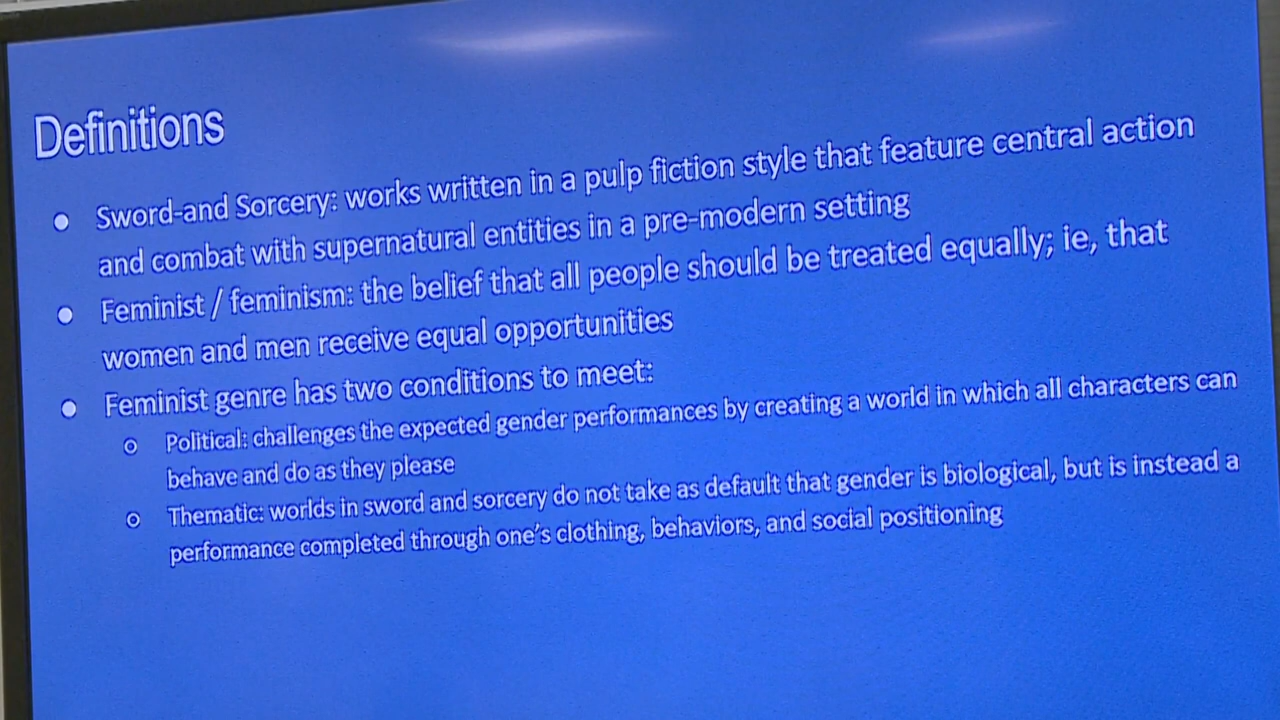 Definitions
● Sword-and Sorcery: works written in a pulp fiction style that feature central action
and combat with supernatural entities in a pre-modern setting
● Feminist / feminism: the belief that all people should be treated equally; ie, that
women and men receive equal opportunities
● Feminist genre has two conditions to meet:
○ Political: challenges the expected gender performances by creating a world in which all characters can
behave and do as they please
○ Thematic: worlds in sword and sorcery do not take as default that gender is biological, but is instead a
performance completed through one's clothing, behaviors, and social positioning